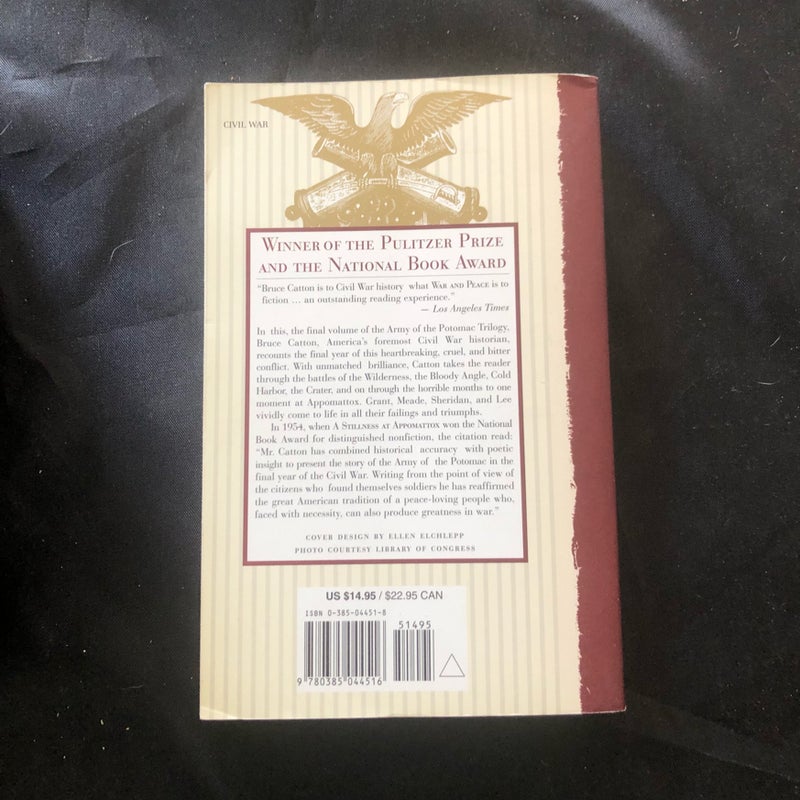 CIVIL WAR
WINNER OF THE PULITZER PRIZE
AND THE NATIONAL BOOK AWARD
“Bruce Catton is to Civil War history what WAR AND PEACE is to
fiction ... an outstanding reading experience.”
— Los Angeles Times
In this, the final volume of the Army of the Potomac Trilogy,
Bruce Catton, America's foremost Civil War historian,
recounts the final year of this heartbreaking, cruel, and bitter
conflict. With unmatched brilliance, Catton takes the reader
through the battles of the Wilderness, the Bloody Angle, Cold
Harbor, the Crater, and on through the horrible months to one
moment at Appomattox. Grant, Meade, Sheridan, and Lee
vividly come to life in all their failings and triumphs.
In 1954, when A STILLNESS AT APPOMATTOX won the National
Book Award for distinguished nonfiction, the citation read:
“Mr. Catton has combined historical accuracy with poetic
insight to present the story of the Army of the Potomac in the
final year of the Civil War. Writing from the point of view of
the citizens who found themselves soldiers he has reaffirmed
the great American tradition of a peace-loving people who,
faced with necessity, can also produce greatness in war.”
COVER DESIGN BY ELLEN ELCHLEPP
PHOTO COURTESY LIBRARY OF CONGRESS
US $14.95 / $22.95 CAN
ISBN 0-385-04451-8
51495
9 780385 044516